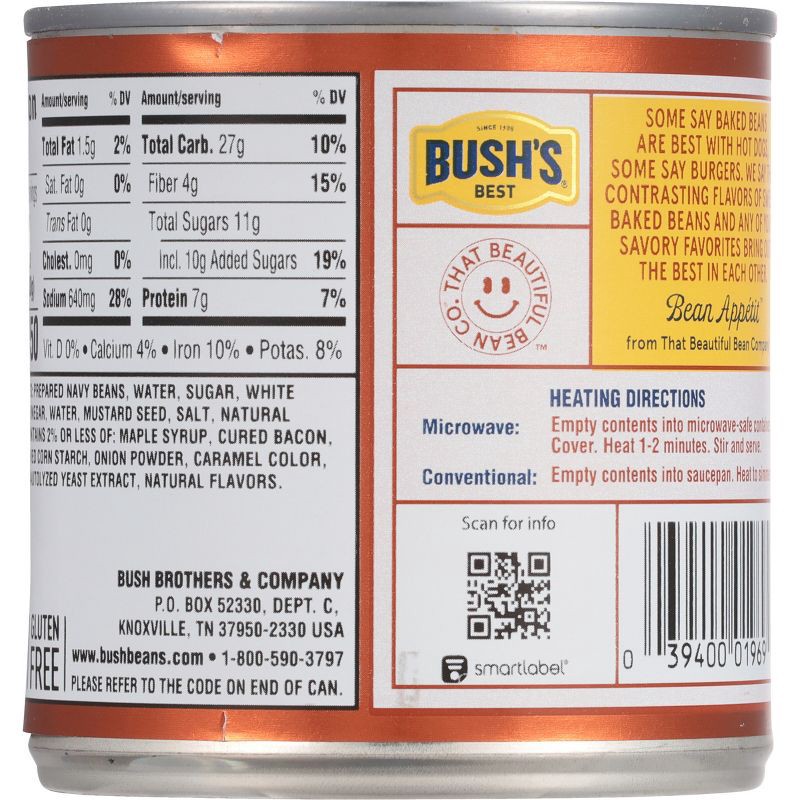 Amount/serving % DV Amount/serving % DV
Total Fat 1.5g 2% Total Carb. 27g 10%
Sat. Fat 0g 0% Fiber 4g 15%
Trans Fat 0g Total Sugars 11g
Cholest. 0mg 0% Incl. 10g Added Sugars 19%
Sodium 640mg 28% Protein 7g 7%
Vit. D 0% • Calcium 4% • Iron 10% • Potas. 8%
PREPARED NAVY BEANS, WATER, SUGAR, WHITE
WATER, MUSTARD SEED, SALT, NATURAL
2% OR LESS OF: MAPLE SYRUP, CURED BACON,
CORN STARCH, ONION POWDER, CARAMEL COLOR,
YEAST EXTRACT, NATURAL FLAVORS.
BUSH BROTHERS & COMPANY
P.O. BOX 52330, DEPT. C,
KNOXVILLE, TN 37950-2330 USA
www.bushbeans.com • 1-800-590-3797
PLEASE REFER TO THE CODE ON END OF CAN.
GLUTEN
FREE
SINCE 1908
BUSH'S
BEST
®
THAT BEAUTIFUL BEAN CO.
VA 37
TM
SOME SAY BAKED BEANS
ARE BEST WITH HOT
SOME SAY BURGERS. WE
CONTRASTING FLAVORS OF
BAKED BEANS AND ANY OF
SAVORY FAVORITES BRING
THE BEST IN EACH OTHER
Bean Appétit
from That Beautiful Bean
HEATING DIRECTIONS
Microwave: Empty contents into microwave-safe
Cover. Heat 1-2 minutes. Stir and serve.
Conventional: Empty contents into saucepan. Heat to
Scan for info
smartlabel®
0 39400 01969